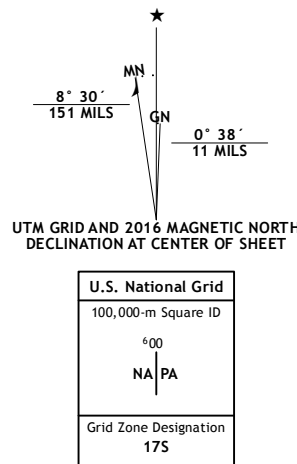 ★
MN
8° 30´
151 MILS
GN
0° 38´
11 MILS
UTM GRID AND 2016 MAGNETIC NORTH
DECLINATION AT CENTER OF SHEET
U.S. National Grid
100,000-m Square ID
⁶00
NA PA
Grid Zone Designation
17S